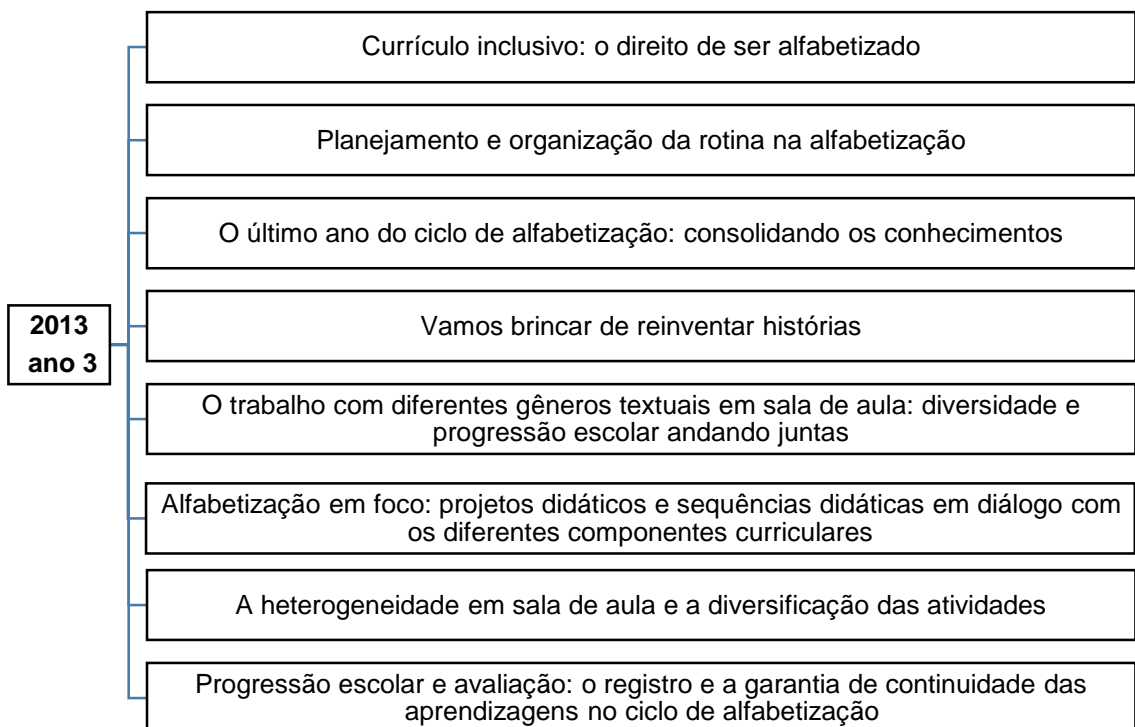 Currículo inclusivo: o direito de ser alfabetizado
Planejamento e organização da rotina na alfabetização
O último ano do ciclo de alfabetização: consolidando os conhecimentos
2013
ano 3
Vamos brincar de reinventar histórias
O trabalho com diferentes gêneros textuais em sala de aula: diversidade e
progressão escolar andando juntas
Alfabetização em foco: projetos didáticos e sequências didáticas em diálogo com
os diferentes componentes curriculares
A heterogeneidade em sala de aula e a diversificação das atividades
Progressão escolar e avaliação: o registro e a garantia de continuidade das
aprendizagens no ciclo de alfabetização